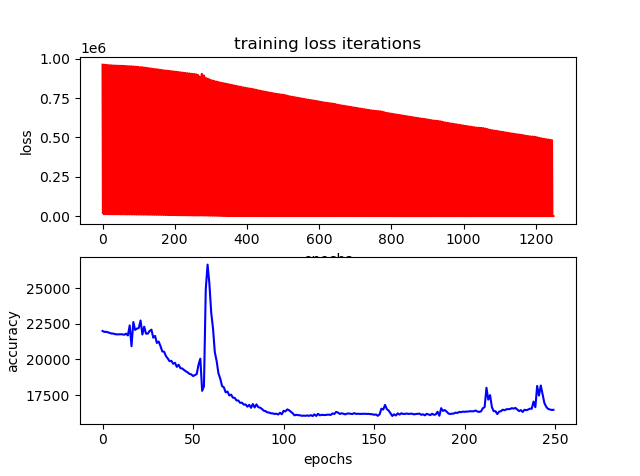 training loss iterations
1e6
1.00
0.75
0.50
0.25
0.00
loss
0 200 400 600 800 1000 1200
epochs
25000
22500
20000
17500
accuracy
0 50 100 150 200 250
epochs